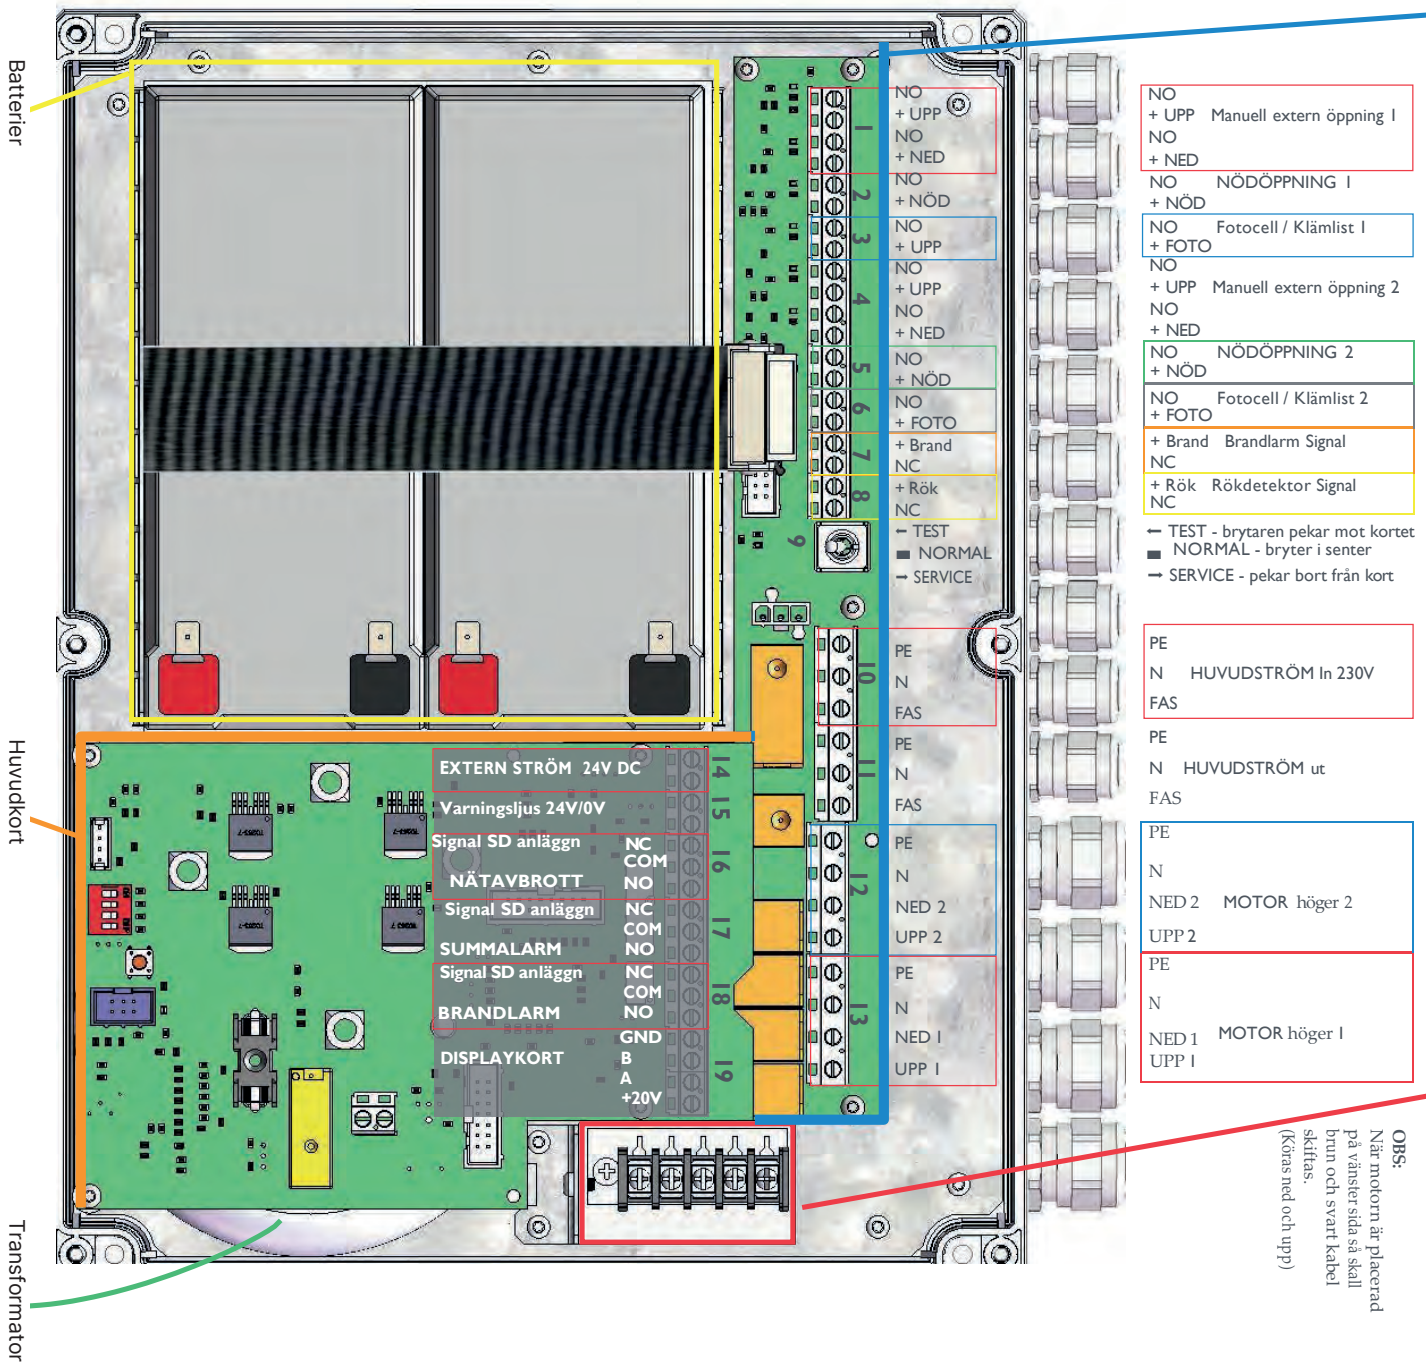 Batterier
Huvudkort
Transformator
NO
+ UPP
NO
+ NED
NO
+ NÖD
NO
+ UPP
NO
+ UPP
NO
+ NED
NO
+ NÖD
NO
+ FOTO
+ Brand
NC
+ Rök
NC
← TEST
■ NORMAL
→ SERVICE
PE
N
FAS
PE
N
FAS
PE
N
NED 2
UPP 2
PE
N
NED 1
UPP 1
1
2
3
4
5
6
7
8
9
10
11
12
13
14
15
16
17
18
19
EXTERN STRÖM 24V DC
Varningsljus 24V/0V
Signal SD anläggn NC
COM
NÄTAVBROTT NO
Signal SD anläggn NC
COM
SUMMALARM NO
Signal SD anläggn NC
COM
BRANDLARM NO
GND
DISPLAYKORT B
A
+20V
NO
+ UPP Manuell extern öppning 1
NO
+ NED
NO NÖDÖPPNING 1
+ NÖD
NO Fotocell / Klämlist 1
+ FOTO
NO
+ UPP Manuell extern öppning 2
NO
+ NED
NO NÖDÖPPNING 2
+ NÖD
NO Fotocell / Klämlist 2
+ FOTO
+ Brand Brandlarm Signal
NC
+ Rök Rökdetektor Signal
NC
← TEST - brytaren pekar mot kortet
■ NORMAL - bryter i senter
→ SERVICE - pekar bort från kort
PE
N HUVUDSTRÖM In 230V
FAS
PE
N HUVUDSTRÖM ut
FAS
PE
N
NED 2 MOTOR höger 2
UPP 2
PE
N
NED 1 MOTOR höger 1
UPP 1
OBS:
När motorn är placerad
på vänster sida så skall
brun och svart kabel
skiftas.
(Köras ned och upp)